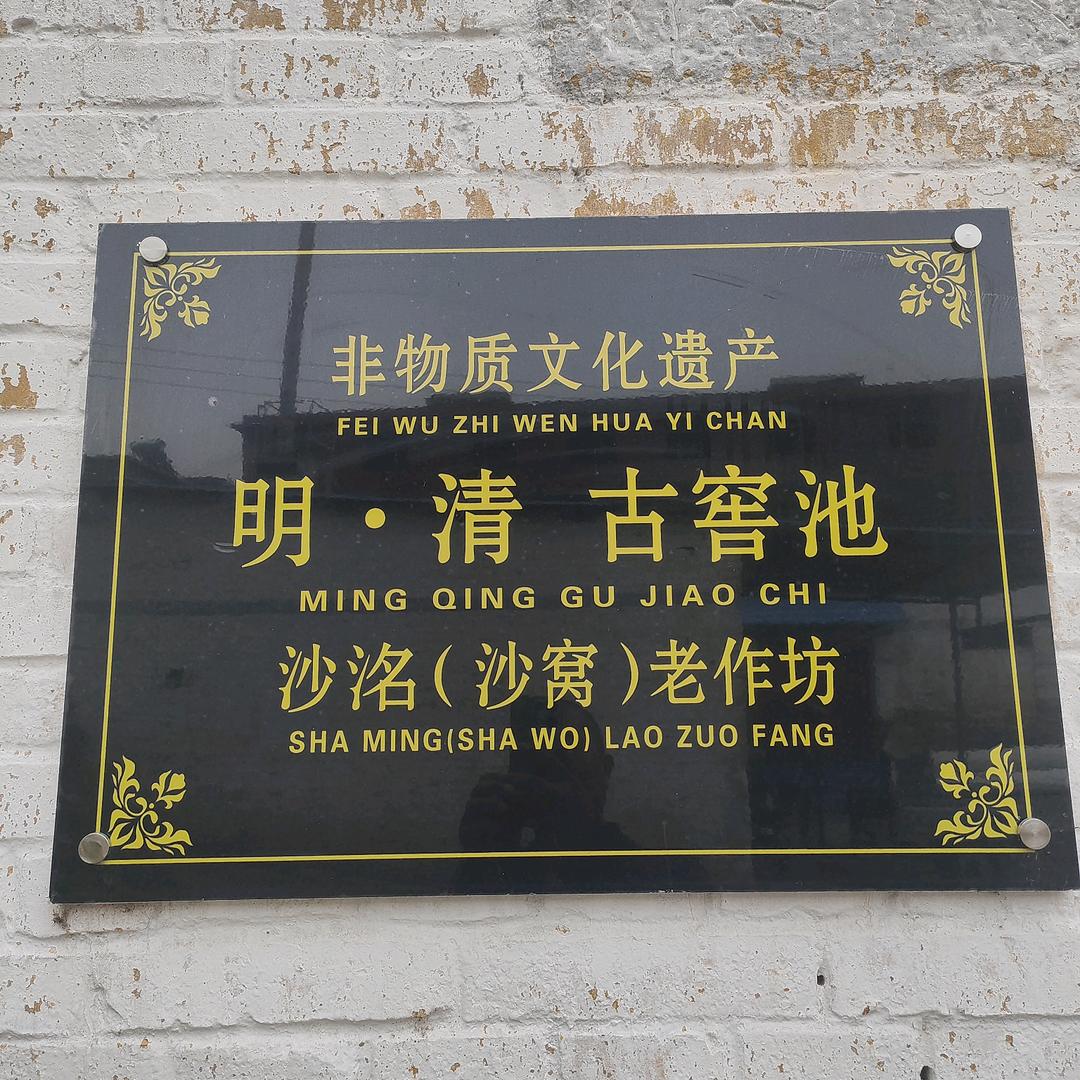 非物质文化遗产
FEI WU ZHI WEN HUA YI CHAN
明·清 古窖池
MING QING GU JIAO CHI
沙洺(沙窝)老作坊
SHA MING(SHA WO) LAO ZUO FANG